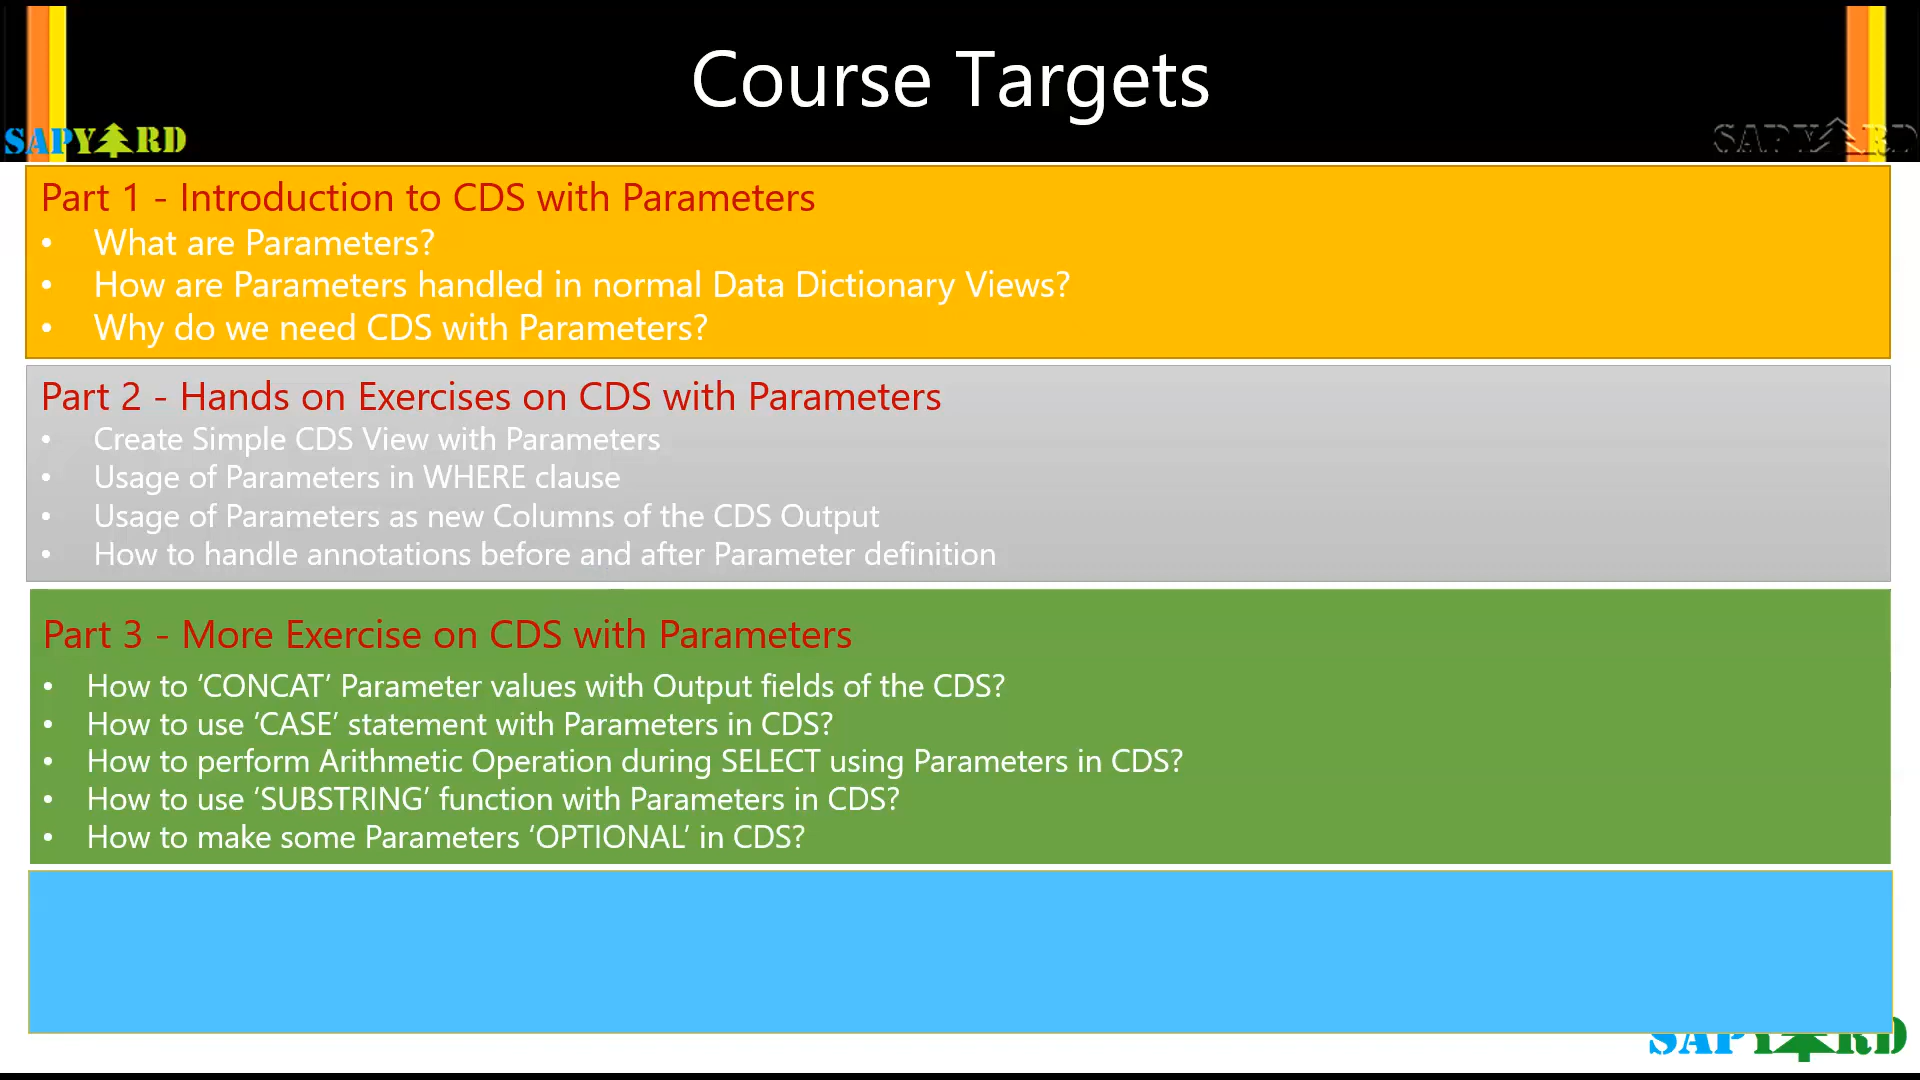 Course Targets
SAPYARD
SAPYARD
Part 1 - Introduction to CDS with Parameters
• What are Parameters?
• How are Parameters handled in normal Data Dictionary Views?
• Why do we need CDS with Parameters?
Part 2 - Hands on Exercises on CDS with Parameters
• Create Simple CDS View with Parameters
• Usage of Parameters in WHERE clause
• Usage of Parameters as new Columns of the CDS Output
• How to handle annotations before and after Parameter definition
Part 3 - More Exercise on CDS with Parameters
• How to ‘CONCAT’ Parameter values with Output fields of the CDS?
• How to use ‘CASE’ statement with Parameters in CDS?
• How to perform Arithmetic Operation during SELECT using Parameters in CDS?
• How to use ‘SUBSTRING’ function with Parameters in CDS?
• How to make some Parameters ‘OPTIONAL’ in CDS?
SAPYARD